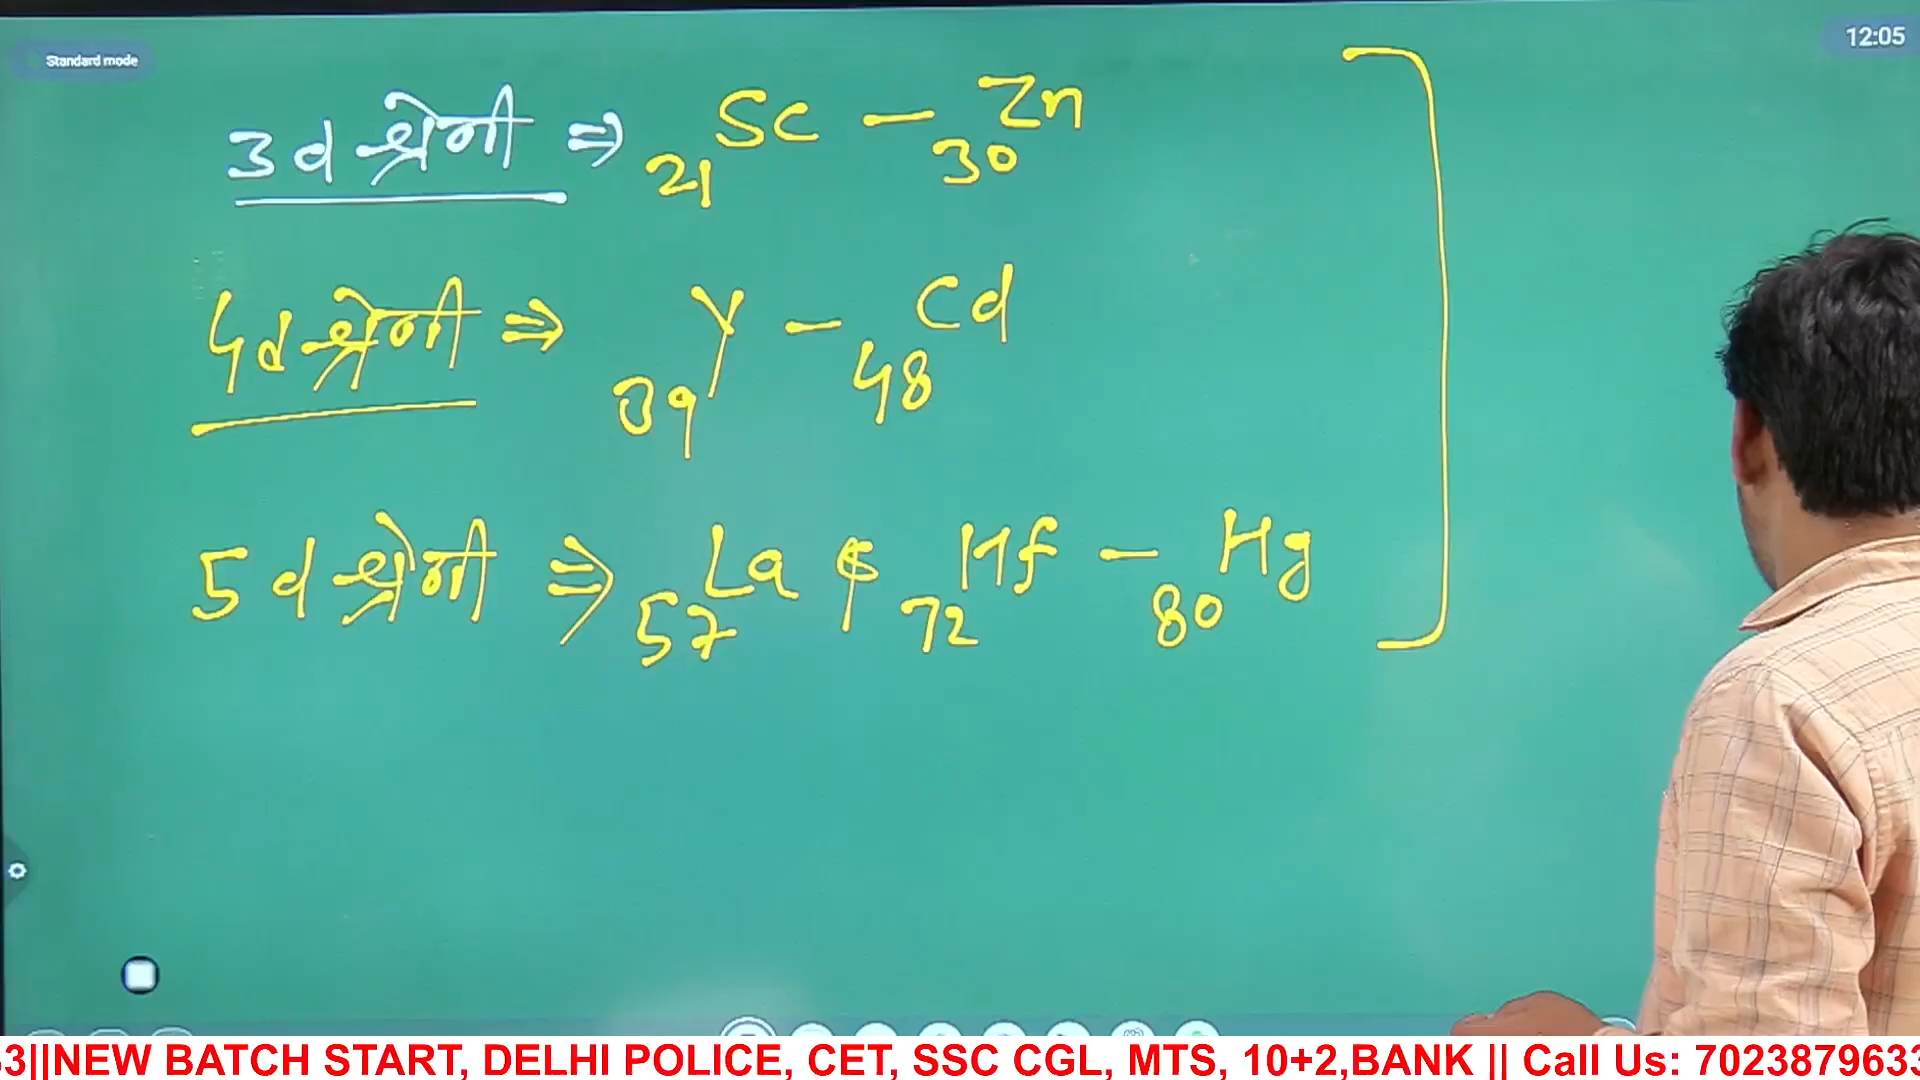 Standard mode
12:05
3d श्रेणी ⇒ 21Sc – 30Zn
4d श्रेणी ⇒ 39Y – 48Cd
5d श्रेणी ⇒ 57La & 72Hf – 80Hg
63||NEW BATCH START, DELHI POLICE, CET, SSC CGL, MTS, 10+2,BANK || Call Us: 7023879633